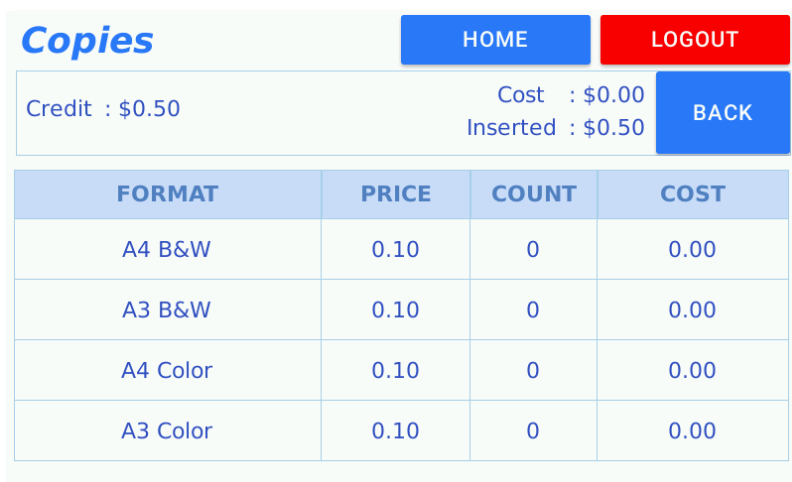 Copies HOME LOGOUT
Credit : $0.50
Cost : $0.00
Inserted : $0.50
BACK
FORMAT PRICE COUNT COST
A4 B&W 0.10 0 0.00
A3 B&W 0.10 0 0.00
A4 Color 0.10 0 0.00
A3 Color 0.10 0 0.00